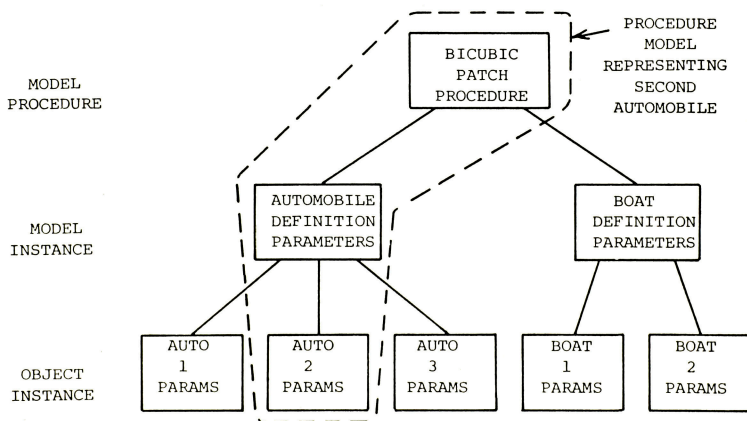 PROCEDURE
MODEL
REPRESENTING
SECOND
AUTOMOBILE
BICUBIC
PATCH
PROCEDURE
MODEL
PROCEDURE
AUTOMOBILE
DEFINITION
PARAMETERS
BOAT
DEFINITION
PARAMETERS
MODEL
INSTANCE
AUTO
1
PARAMS
AUTO
2
PARAMS
AUTO
3
PARAMS
BOAT
1
PARAMS
BOAT
2
PARAMS
OBJECT
INSTANCE